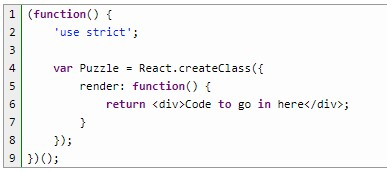 1 (function() {
2     'use strict';
3
4     var Puzzle = React.createClass({
5         render: function() {
6             return <div>Code to go in here</div>;
7         }
8     });
9 })();